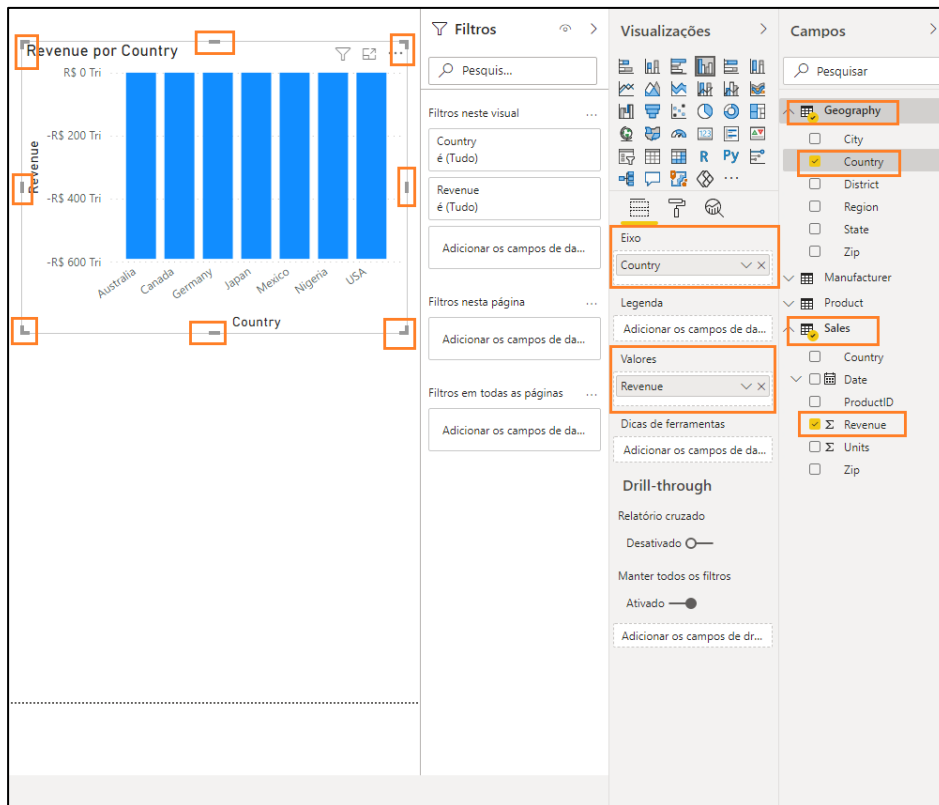 Revenue por Country
R$ 0 Tri
-R$ 200 Tri
-R$ 400 Tri
-R$ 600 Tri
Revenue
Australia
Canada
Germany
Japan
Mexico
Nigeria
USA
Country
Filtros
Pesquis...
Filtros neste visual
...
Country
é (Tudo)
Revenue
é (Tudo)
Adicionar os campos de da...
Filtros nesta página
...
Adicionar os campos de da...
Filtros em todas as páginas
...
Adicionar os campos de da...
Visualizações
123
R
Py
...
Eixo
Country
Legenda
Adicionar os campos de da...
Valores
Revenue
Dicas de ferramentas
Adicionar os campos de da...
Drill-through
Relatório cruzado
Desativado
Manter todos os filtros
Ativado
Adicionar os campos de dr...
Campos
Pesquisar
Geography
City
Country
District
Region
State
Zip
Manufacturer
Product
Sales
Country
Date
ProductID
Σ Revenue
Σ Units
Zip